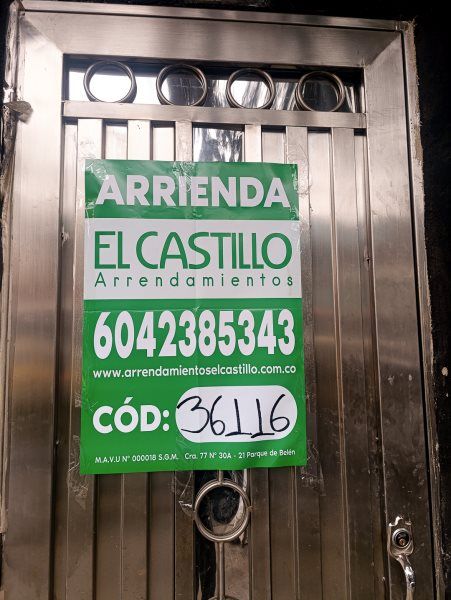 ARRIENDA
EL CASTILLO
Arrendamientos
6042385343
www.arrendamientoselcastillo.com.co
CÓD: 36116
M.A.V.U N° 000018 S.G.M. Cra. 77 N° 30A - 21 Parque de Belén